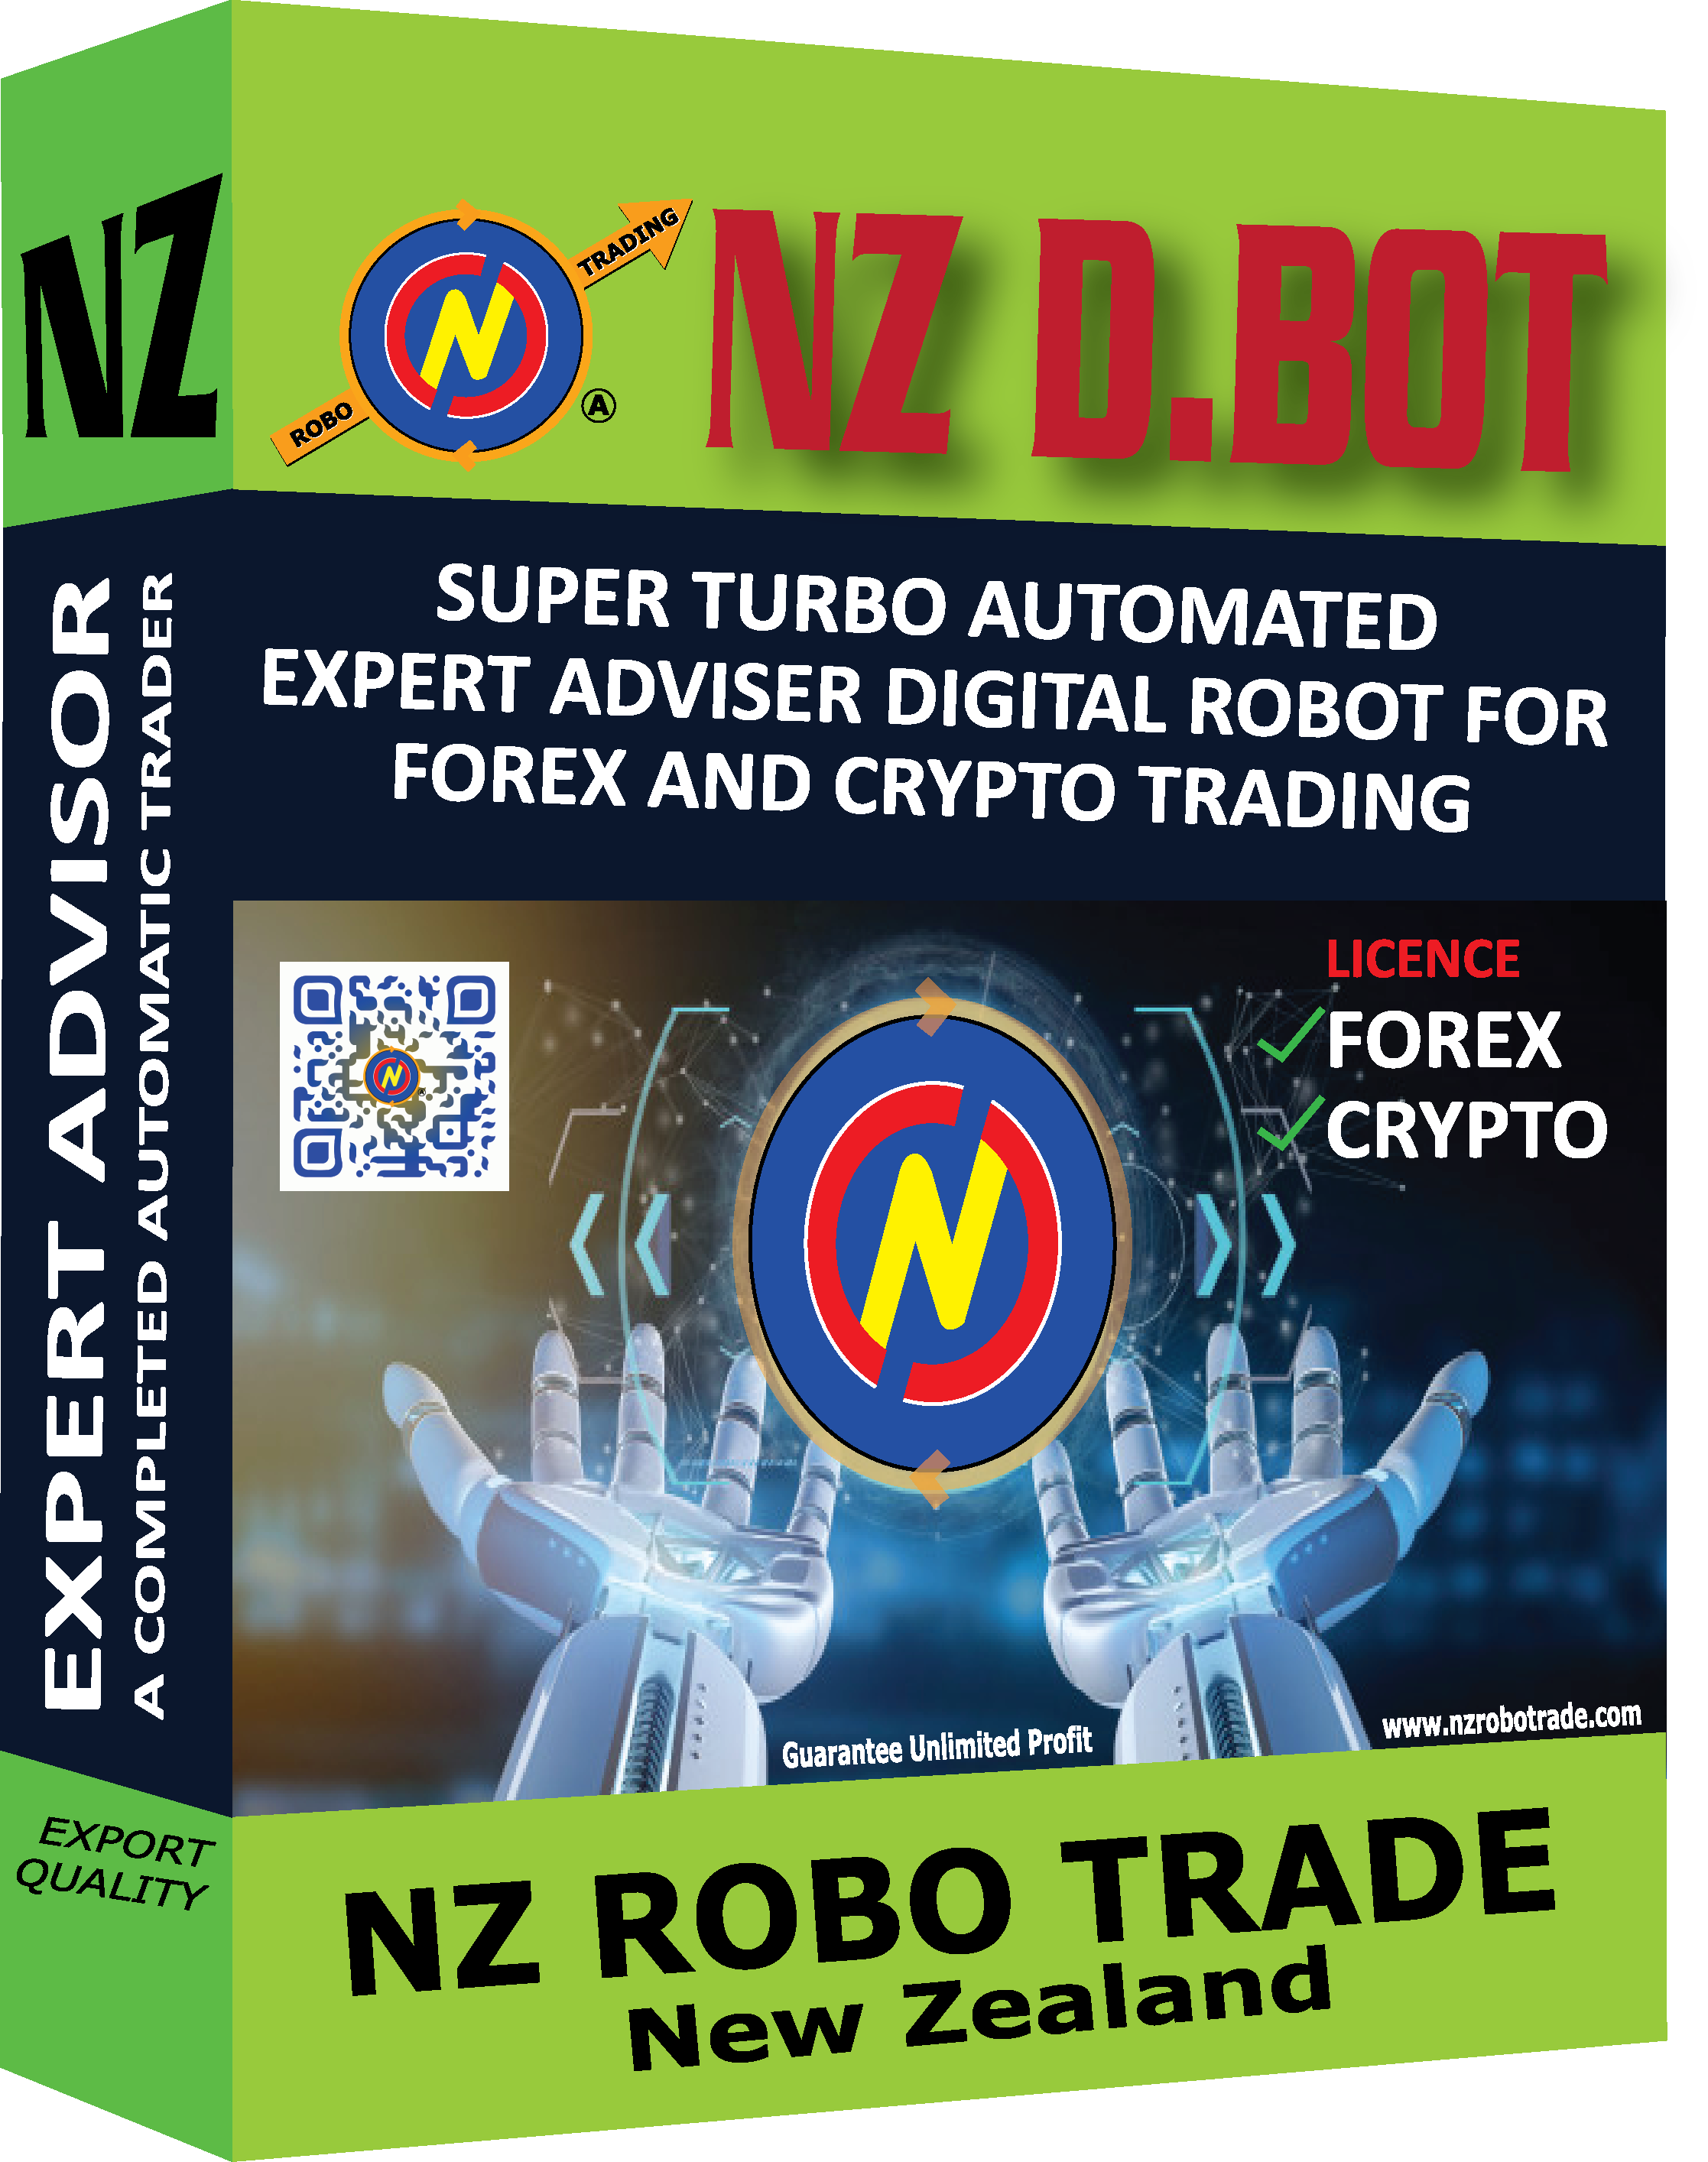 NZ
EXPERT ADVISOR
A COMPLETED AUTOMATIC TRADER
EXPORT
QUALITY
ROBO
TRADING
N
A
NZ D.BOT
SUPER TURBO AUTOMATED
EXPERT ADVISER DIGITAL ROBOT FOR
FOREX AND CRYPTO TRADING
LICENCE
FOREX
CRYPTO
N
N
Guarantee Unlimited Profit
www.nzrobotrade.com
NZ ROBO TRADE
New Zealand